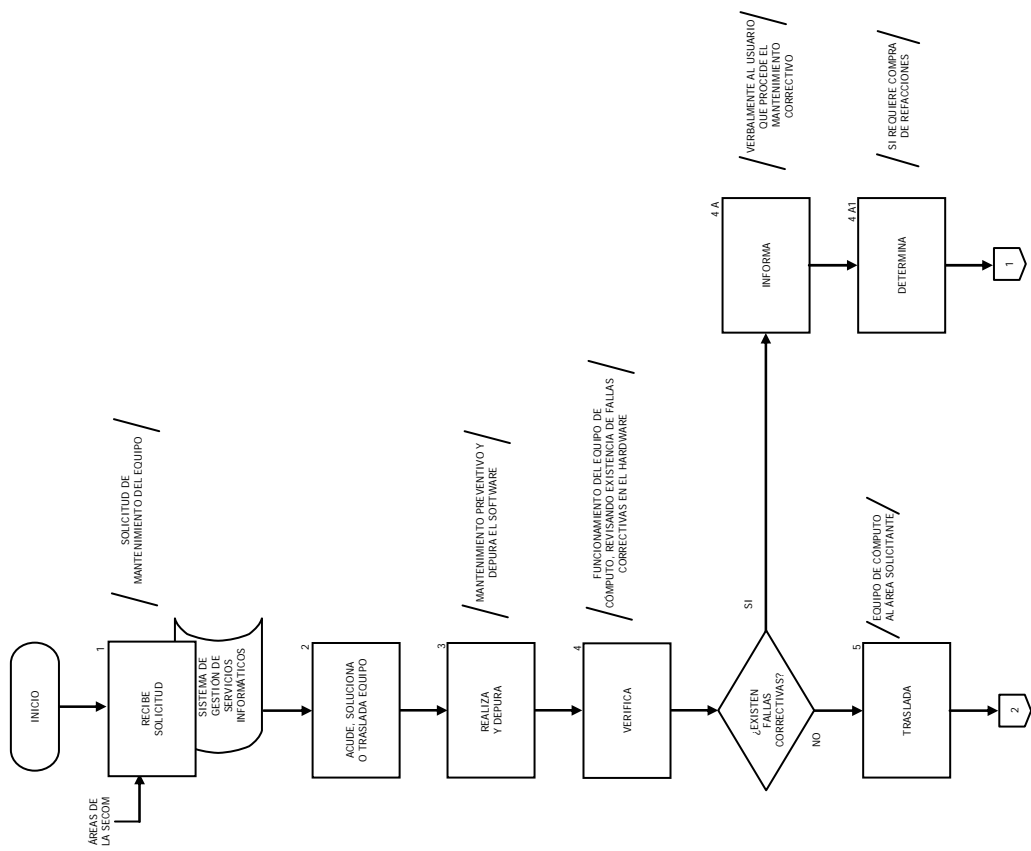 INICIO
ÁREAS DE
LA SECOM
1
RECIBE
SOLICITUD
SISTEMA DE
GESTIÓN DE
SERVICIOS
INFORMÁTICOS
SOLICITUD DE
MANTENIMIENTO DEL EQUIPO
2
ACUDE, SOLUCIONA
O TRASLADA EQUIPO
3
REALIZA
Y DEPURA
MANTENIMIENTO PREVENTIVO Y
DEPURA EL SOFTWARE
4
VERIFICA
FUNCIONAMIENTO DEL EQUIPO DE
CÓMPUTO, REVISANDO EXISTENCIA DE FALLAS
CORRECTIVAS EN EL HARDWARE
¿EXISTEN
FALLAS
CORRECTIVAS?
SI
NO
4 A
INFORMA
VERBALMENTE AL USUARIO
QUE PROCEDE EL
MANTENIMIENTO
CORRECTIVO
4 A1
DETERMINA
SI REQUIERE COMPRA
DE REFACCIONES
1
5
TRASLADA
EQUIPO DE CÓMPUTO
AL ÁREA SOLICITANTE
2